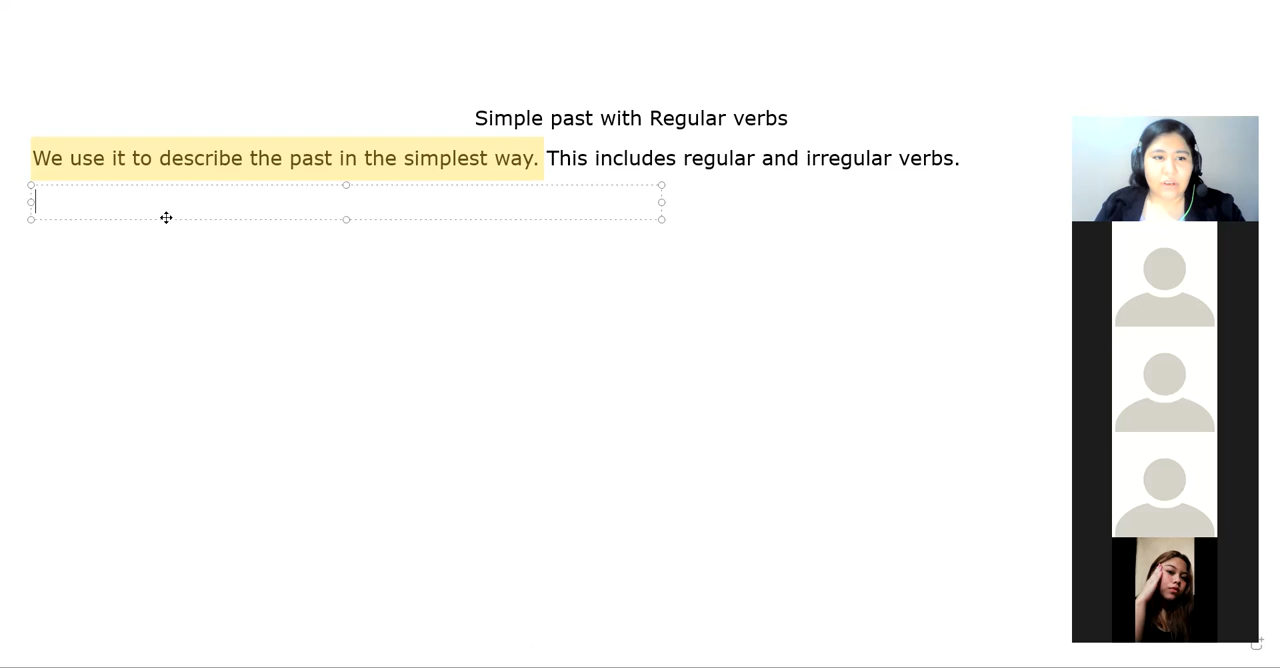 Simple past with Regular verbs
We use it to describe the past in the simplest way. This includes regular and irregular verbs.